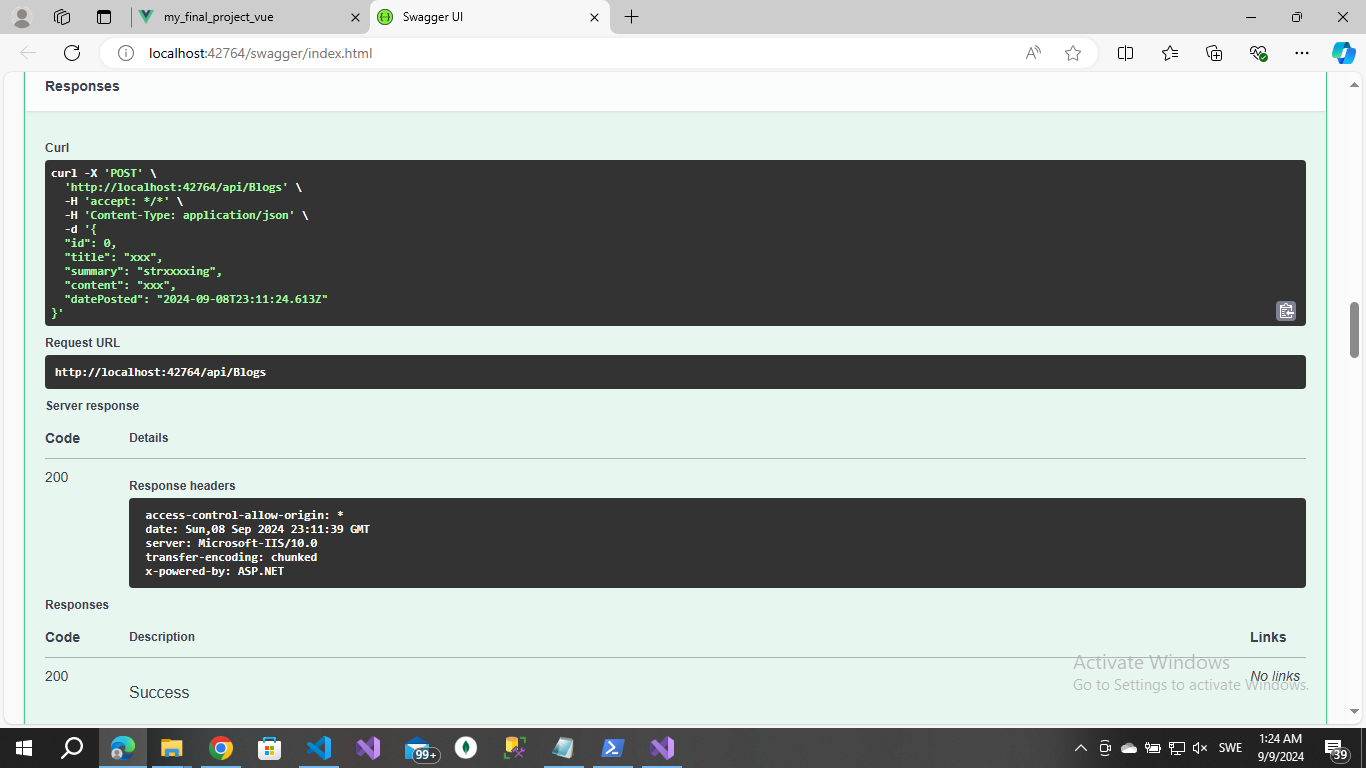 my_final_project_vue
Swagger UI
localhost:42764/swagger/index.html
Responses
Curl
curl -X 'POST' \
'http://localhost:42764/api/Blogs' \
-H 'accept: */*' \
-H 'Content-Type: application/json' \
-d '{
"id": 0,
"title": "xxx",
"summary": "strxxxxing",
"content": "xxx",
"datePosted": "2024-09-08T23:11:24.613Z"
}'
Request URL
http://localhost:42764/api/Blogs
Server response
Code Details
200
Response headers
access-control-allow-origin: *
date: Sun,08 Sep 2024 23:11:39 GMT
server: Microsoft-IIS/10.0
transfer-encoding: chunked
x-powered-by: ASP.NET
Responses
Code Description Links
200 No links
Success
Activate Windows
Go to Settings to activate Windows.
99+
SWE
1:24 AM
9/9/2024
39